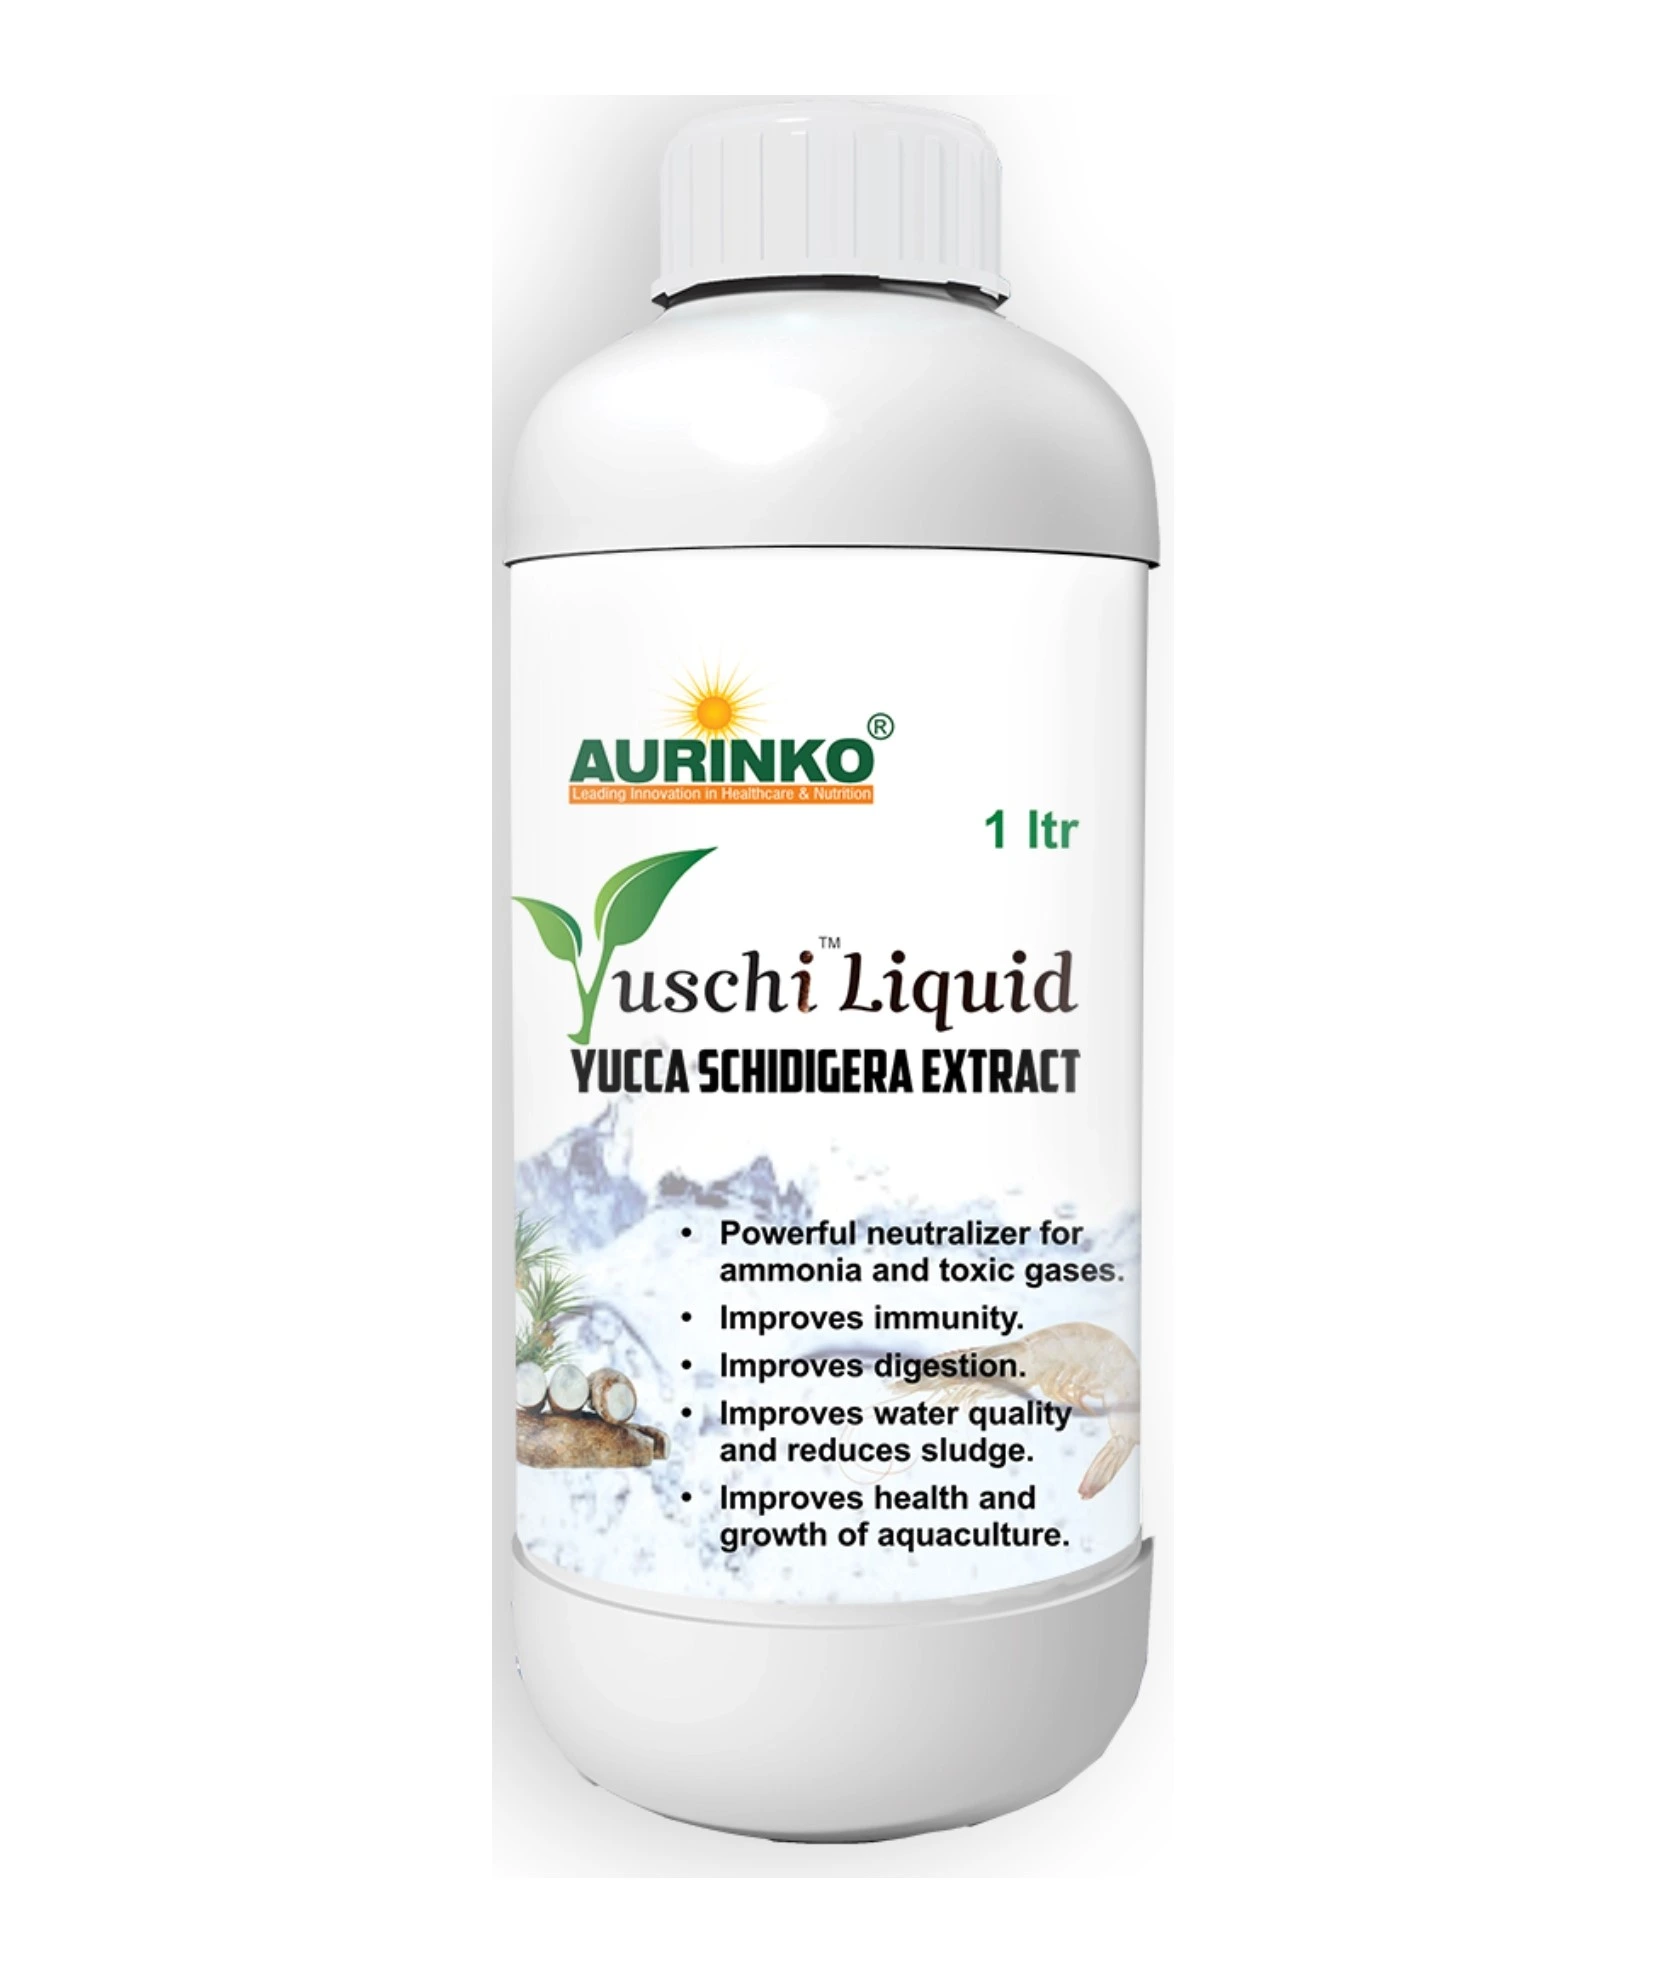 AURINKO®
Leading Innovation in Healthcare & Nutrition
1 ltr
Yuschi™ Liquid
YUCCA SCHIDIGERA EXTRACT
• Powerful neutralizer for
ammonia and toxic gases.
• Improves immunity.
• Improves digestion.
• Improves water quality
and reduces sludge.
• Improves health and
growth of aquaculture.